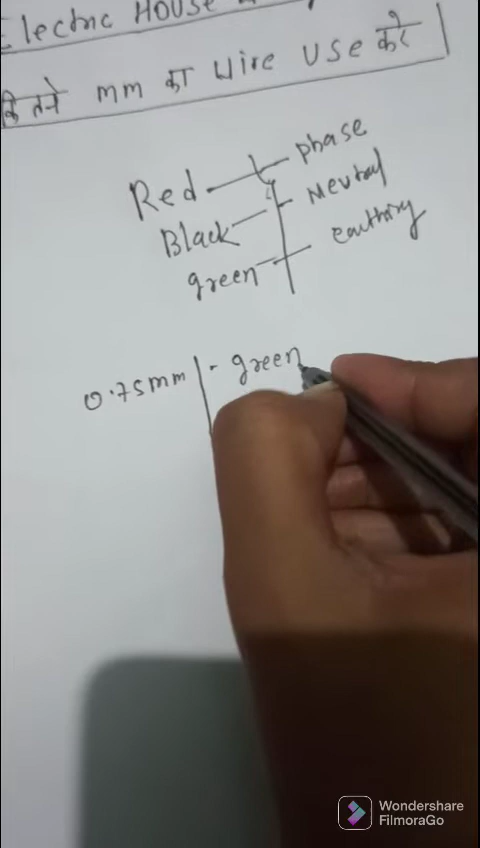 Electric HOUSE
कितने mm का wire use करे
Red - phase
Black - Neutral
green - earthing
0.75mm - green
Wondershare
FilmoraGo